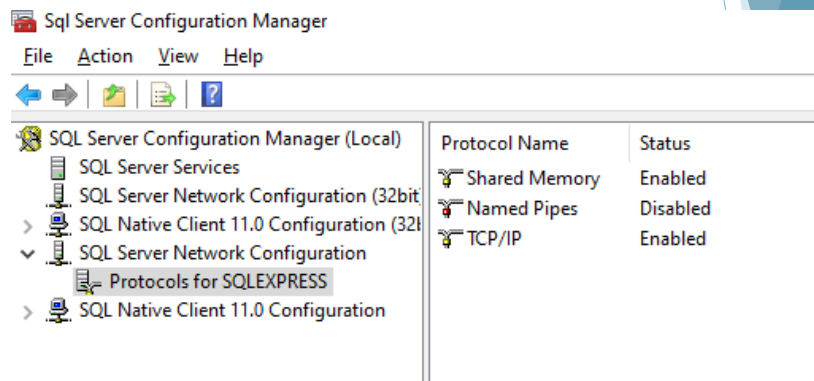 Sql Server Configuration Manager
File Action View Help
SQL Server Configuration Manager (Local)
SQL Server Services
SQL Server Network Configuration (32bit
SQL Native Client 11.0 Configuration (32
SQL Server Network Configuration
Protocols for SQLEXPRESS
SQL Native Client 11.0 Configuration
Protocol Name Status
Shared Memory Enabled
Named Pipes Disabled
TCP/IP Enabled